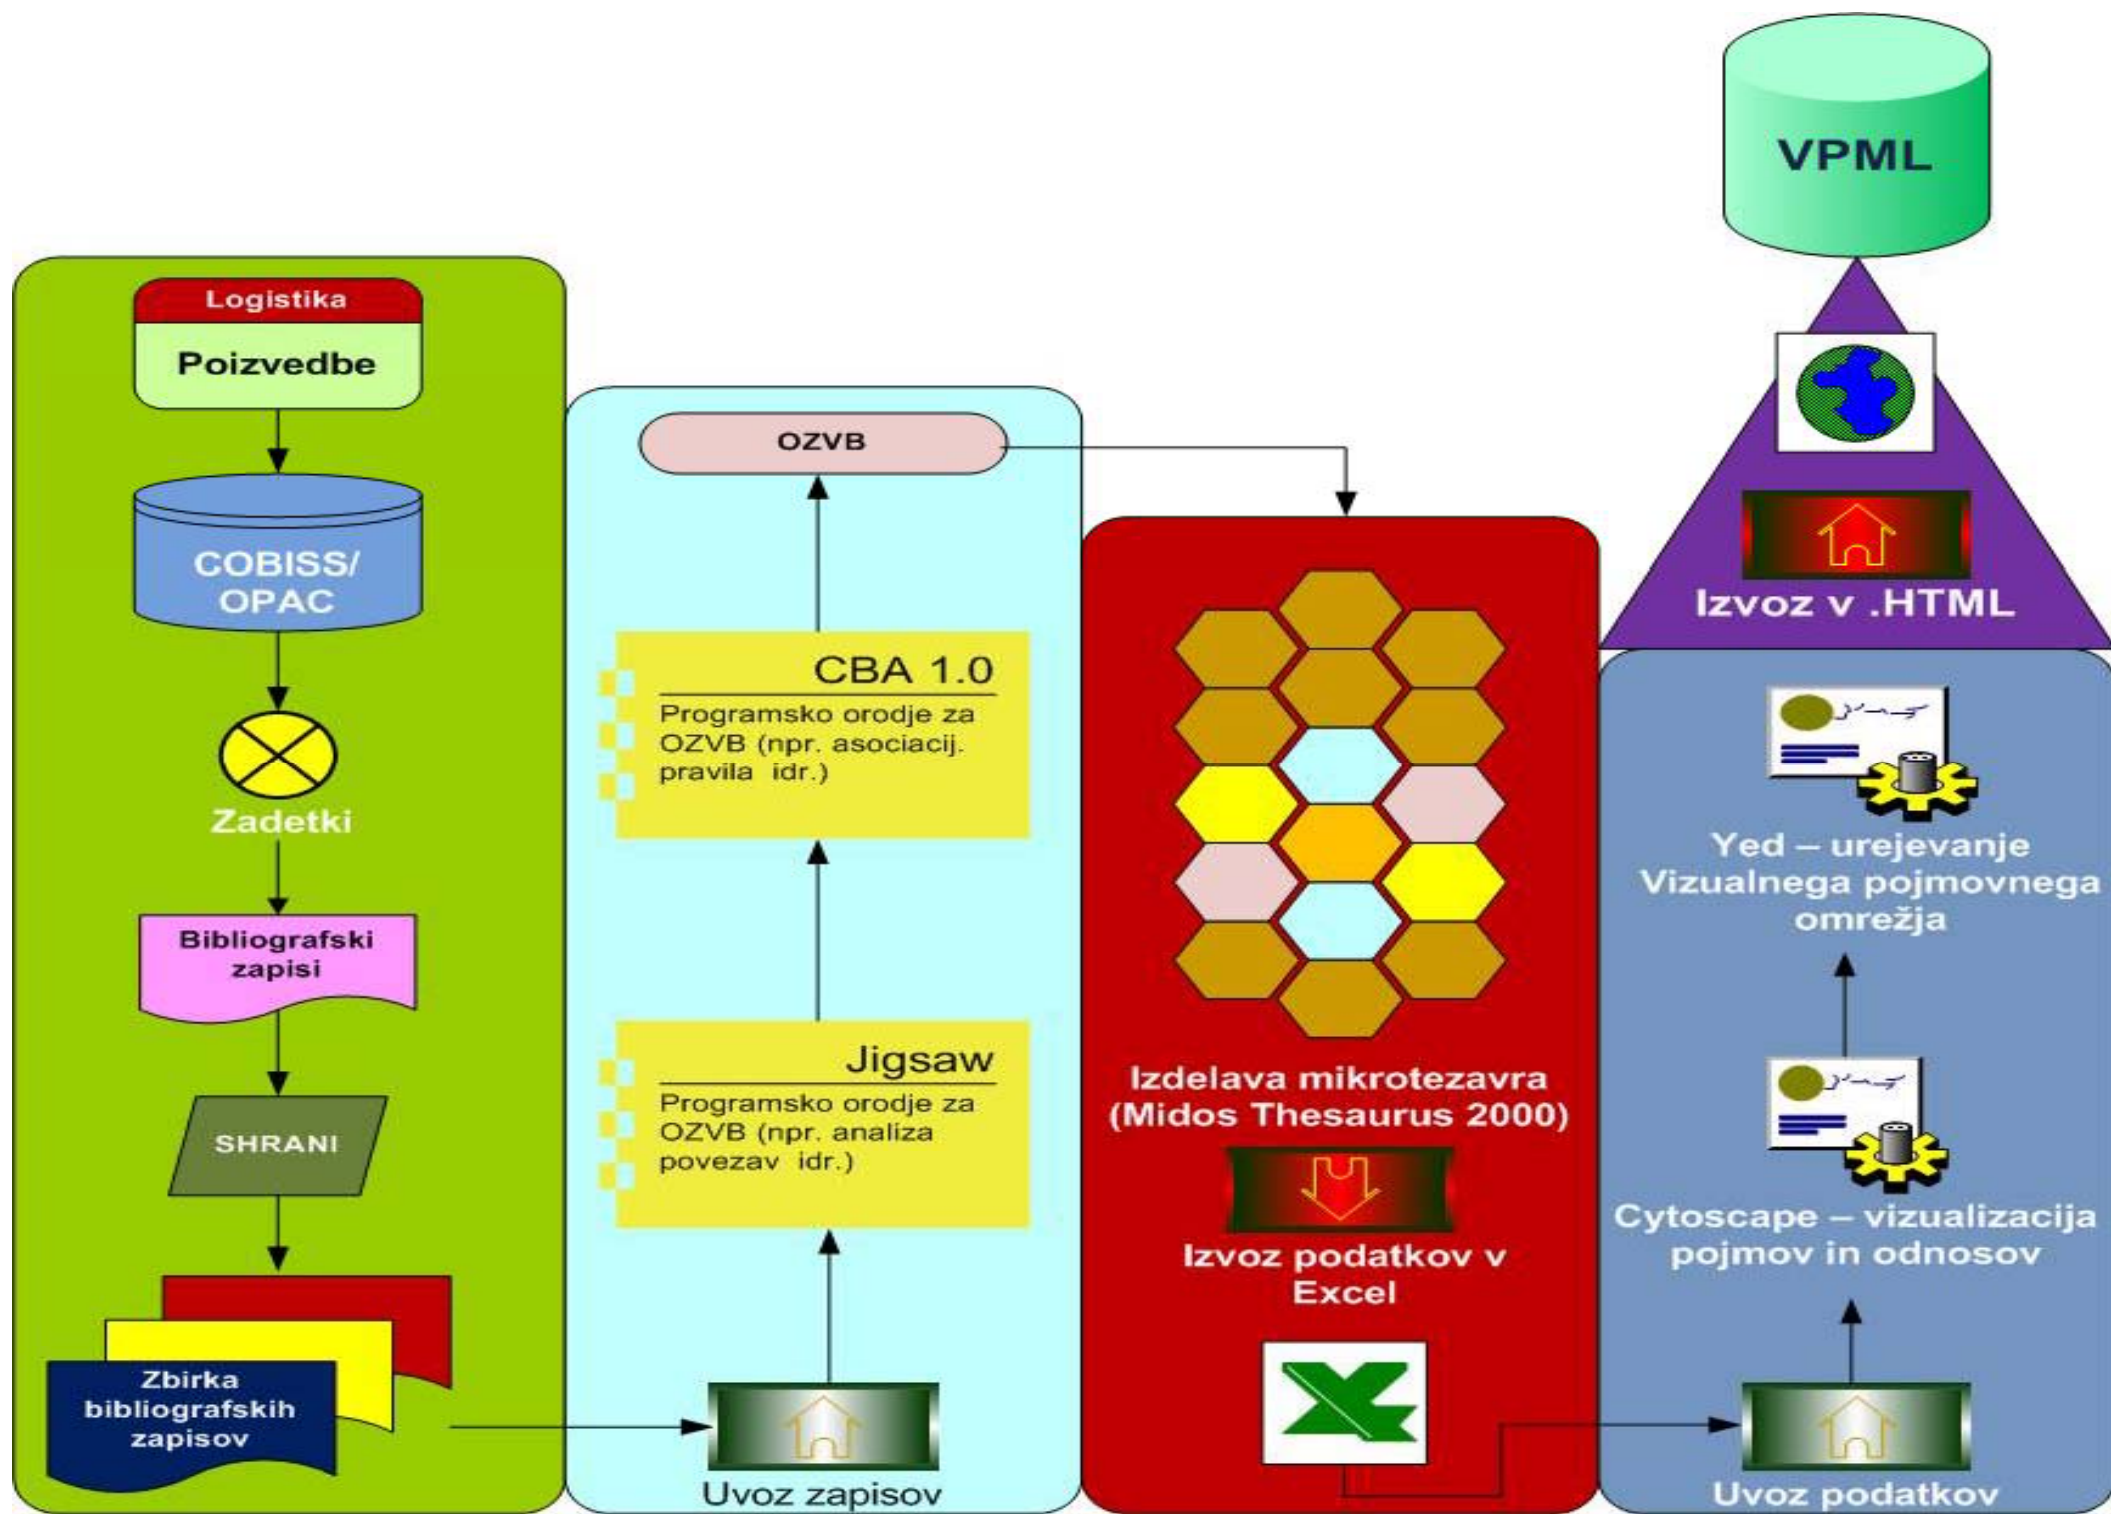 Logistika
Poizvedbe
COBISS/
OPAC
Zadetki
Bibliografski
zapisi
SHRANI
Zbirka
bibliografskih
zapisov
OZVB
CBA 1.0
Programsko orodje za
OZVB (npr. asociacij.
pravila idr.)
Jigsaw
Programsko orodje za
OZVB (npr. analiza
povezav idr.)
Uvoz zapisov
Izdelava mikrotezavra
(Midos Thesaurus 2000)
Izvoz podatkov v
Excel
VPML
Izvoz v .HTML
Yed – urejevanje
Vizualnega pojmovnega
omrežja
Cytoscape – vizualizacija
pojmov in odnosov
Uvoz podatkov